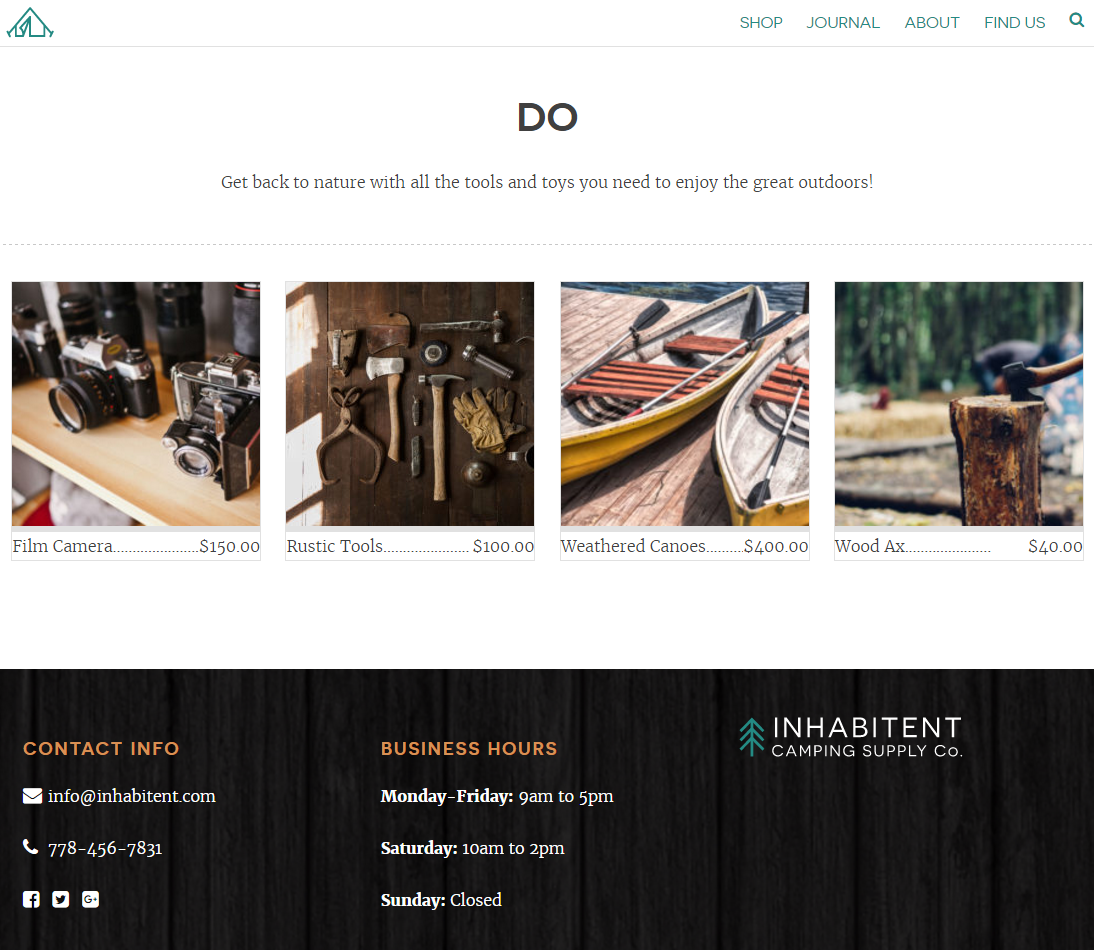 SHOP JOURNAL ABOUT FIND US
DO
Get back to nature with all the tools and toys you need to enjoy the great outdoors!
Film Camera......................$150.00
Rustic Tools...................... $100.00
Weathered Canoes..........$400.00
Wood Ax...................... $40.00
INHABITENT
CAMPING SUPPLY Co.
CONTACT INFO
info@inhabitent.com
778-456-7831
BUSINESS HOURS
Monday-Friday: 9am to 5pm
Saturday: 10am to 2pm
Sunday: Closed